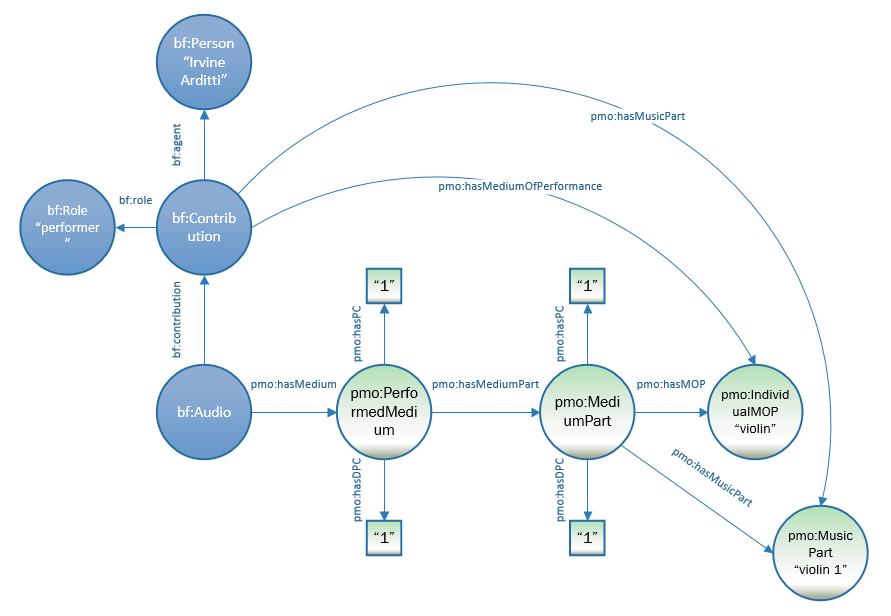 bf:Person
“Irvine
Arditti”
bf:agent
pmo:hasMusicPart
bf:role
pmo:hasMediumOfPerformance
bf:Role
“performer
”
bf:Contrib
ution
bf:contribution
“1”
“1”
pmo:hasPC
pmo:hasPC
pmo:hasMedium
pmo:hasMediumPart
pmo:hasMOP
bf:Audio
pmo:Perfo
rmedMedi
um
pmo:Medi
umPart
pmo:Individ
ualMOP
“violin”
pmo:hasDPC
pmo:hasDPC
pmo:hasMusicPart
“1”
“1”
pmo:Music
Part
“violin 1”